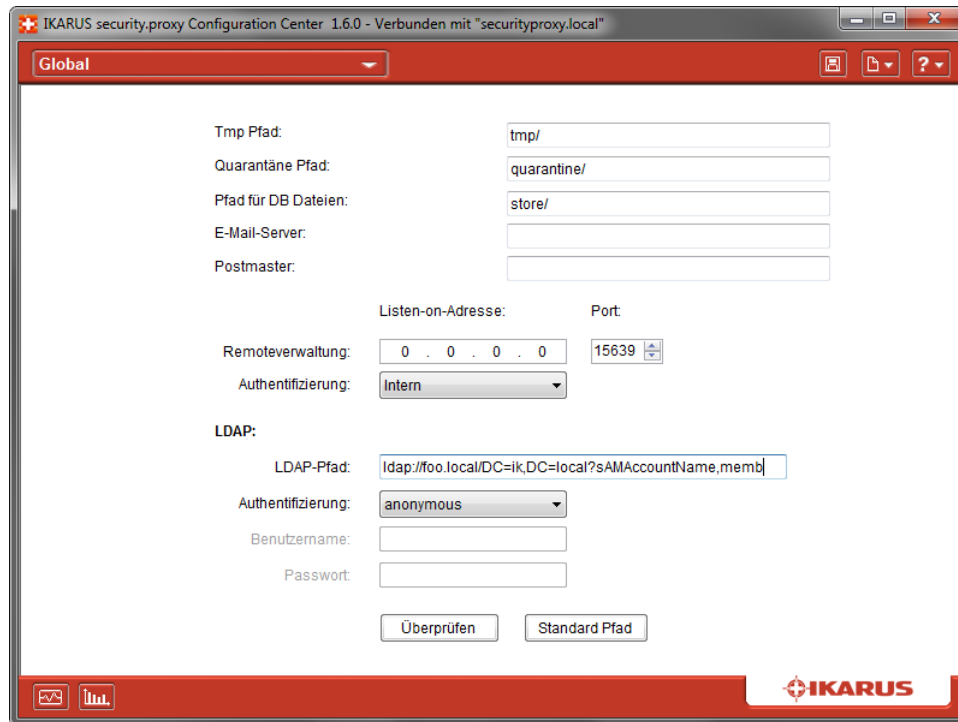 IKARUS security.proxy Configuration Center 1.6.0 - Verbunden mit "securityproxy.local"
Global
Tmp Pfad: tmp/
Quarantäne Pfad: quarantine/
Pfad für DB Dateien: store/
E-Mail-Server:
Postmaster:
Listen-on-Adresse: Port:
Remoteverwaltung: 0 . 0 . 0 . 0 15639
Authentifizierung: Intern
LDAP:
LDAP-Pfad: ldap://foo.local/DC=ik,DC=local?sAMAccountName,memb
Authentifizierung: anonymous
Benutzername:
Passwort:
Überprüfen Standard Pfad
IKARUS